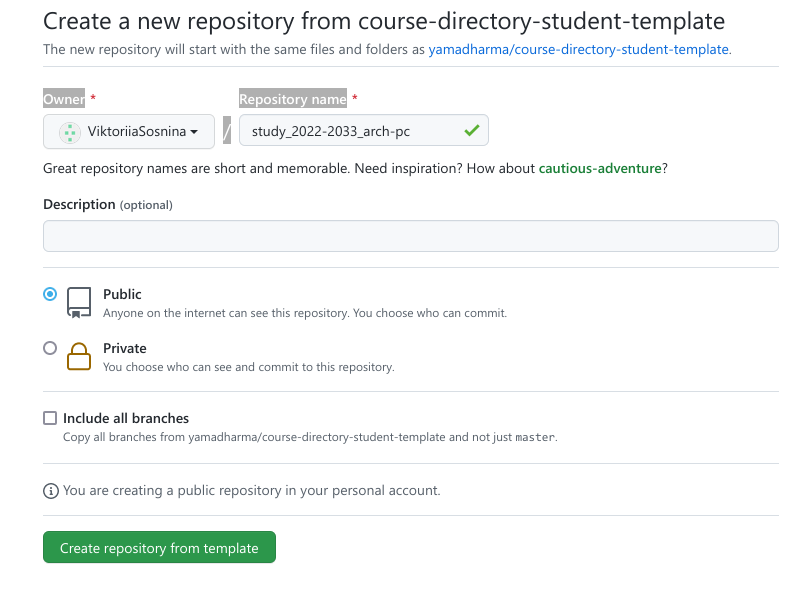 Create a new repository from course-directory-student-template
The new repository will start with the same files and folders as yamadharma/course-directory-student-template.
Owner * Repository name *
ViktoriiaSosnina / study_2022-2033_arch-pc
Great repository names are short and memorable. Need inspiration? How about cautious-adventure?
Description (optional)
Public
Anyone on the internet can see this repository. You choose who can commit.
Private
You choose who can see and commit to this repository.
Include all branches
Copy all branches from yamadharma/course-directory-student-template and not just master.
You are creating a public repository in your personal account.
Create repository from template